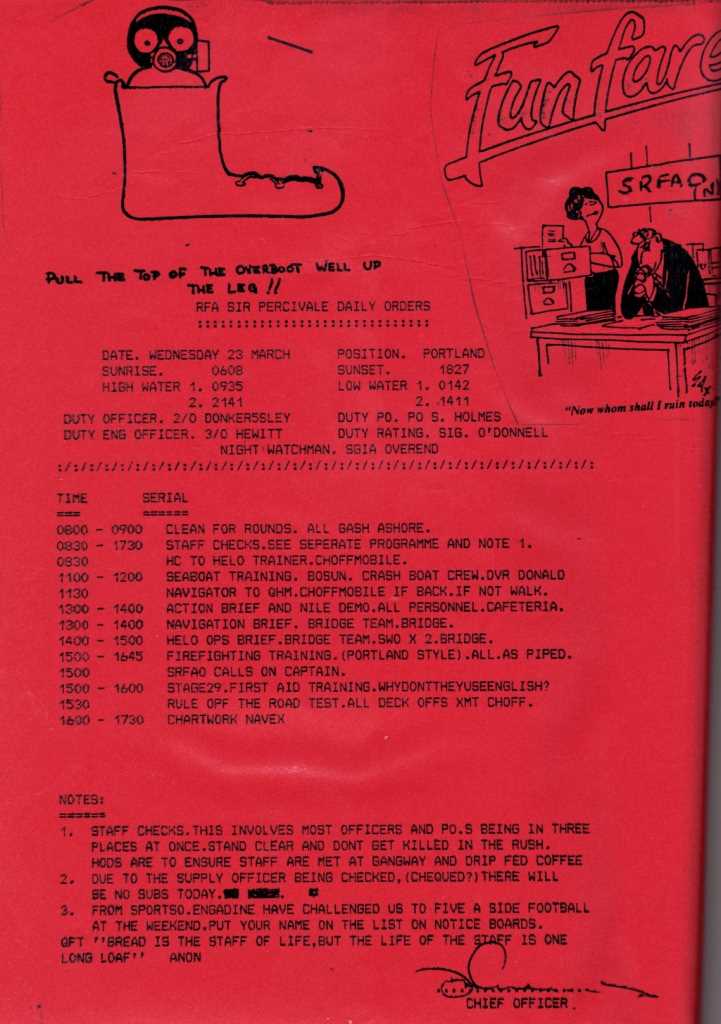 Fun fare
SRFAO IN
PULL THE TOP OF THE OVERBOOT WELL UP
THE LEG !!
"Now whom shall I ruin today
RFA SIR PERCIVALE DAILY ORDERS
::::::::::::::::::::::::::::::
DATE. WEDNESDAY 23 MARCH POSITION. PORTLAND
SUNRISE. 0608 SUNSET. 1827
HIGH WATER 1. 0935 LOW WATER 1. 0142
2. 2141 2. 1411
DUTY OFFICER. 2/O DONKERSSLEY DUTY PO. PO S. HOLMES
DUTY ENG OFFICER. 3/O HEWITT DUTY RATING. SIG. O'DONNELL
NIGHT WATCHMAN. SG1A OVEREND
:/:/:/:/:/:/:/:/:/:/:/:/:/:/:/:/:/:/:/:/:/:/:/:/:/:/:/:/:/:/:/:/:/:/:
TIME SERIAL
=== ======
0800 - 0900 CLEAN FOR ROUNDS. ALL GASH ASHORE.
0830 - 1730 STAFF CHECKS.SEE SEPERATE PROGRAMME AND NOTE 1.
0830 HC TO HELO TRAINER.CHOFFMOBILE.
1100 - 1200 SEABOAT TRAINING. BOSUN. CRASH BOAT CREW.DVR DONALD
1130 NAVIGATOR TO QHM.CHOFFMOBILE IF BACK.IF NOT WALK.
1300 - 1400 ACTION BRIEF AND NILE DEMO.ALL PERSONNEL.CAFETERIA.
1300 - 1400 NAVIGATION BRIEF. BRIDGE TEAM.BRIDGE.
1400 - 1500 HELO OPS BRIEF.BRIDGE TEAM.SWO X 2.BRIDGE.
1500 - 1645 FIREFIGHTING TRAINING.(PORTLAND STYLE).ALL.AS PIPED.
1500 SRFAO CALLS ON CAPTAIN.
1500 - 1600 STAGE29.FIRST AID TRAINING.WHYDONTTHEYUSEENGLISH?
1530 RULE OPF THE ROAD TEST.ALL DECK OFFS XMT CHOFF.
1600 - 1730 CHARTWORK NAVEX
NOTES:
======
1. STAFF CHECKS.THIS INVOLVES MOST OFFICERS AND PO.S BEING IN THREE
PLACES AT ONCE.STAND CLEAR AND DONT GET KILLED IN THE RUSH.
HODS ARE TO ENSURE STAFF ARE MET AT GANGWAY AND DRIP FED COFFEE
2. DUE TO THE SUPPLY OFFICER BEING CHECKED,(CHEQUED?)THERE WILL
BE NO SUBS TODAY.
3. FROM SPORTSO.ENGADINE HAVE CHALLENGED US TO FIVE A SIDE FOOTBALL
AT THE WEEKEND.PUT YOUR NAME ON THE LIST ON NOTICE BOARDS.
QFT ''BREAD IS THE STAFF OF LIFE,BUT THE LIFE OF THE STAFF IS ONE
LONG LOAF'' ANON
CHIEF OFFICER.